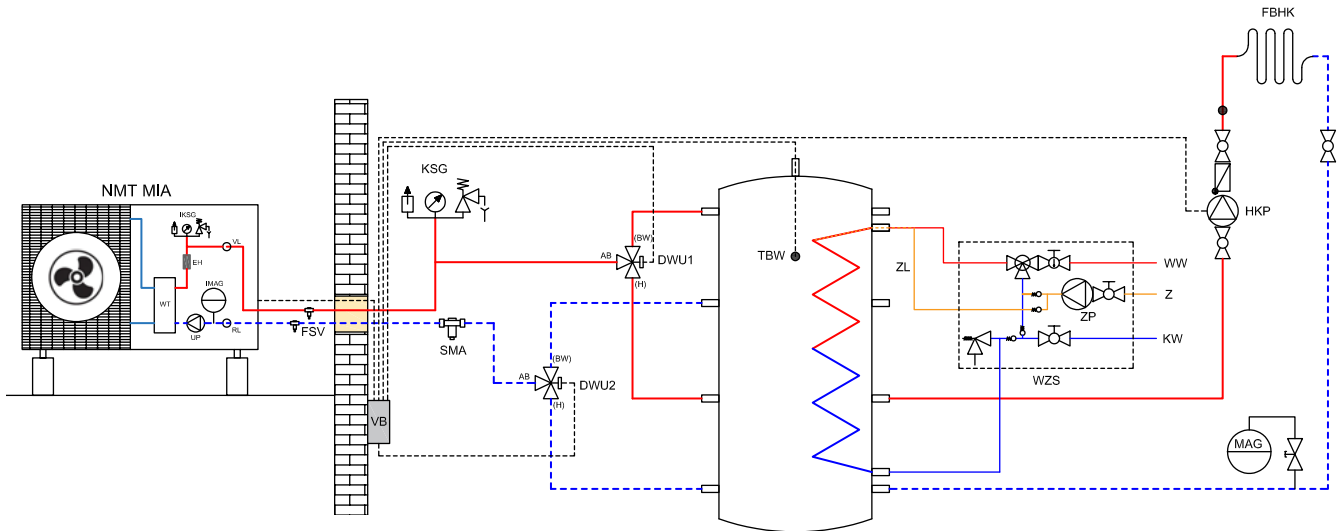 FBHK
NMT MIA
KSG
IKSG
VL
EH
WT
IMAG
UP
RL
FSV
SMA
VB
AB
(BW)
(H)
DWU1
AB
(BW)
(H)
DWU2
TBW
ZL
HKP
WW
Z
ZP
KW
WZS
MAG